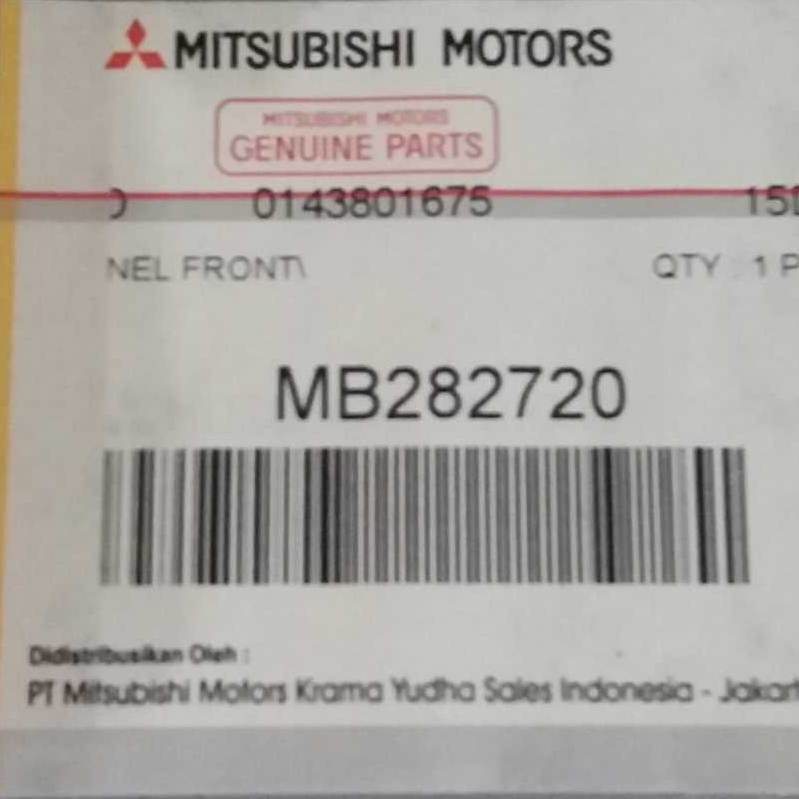 MITSUBISHI MOTORS
MITSUBISHI MOTORS
GENUINE PARTS
0143801675
NEL FRONT\
QTY : 1 P
MB282720
Didistribusikan Oleh :
PT Mitsubishi Motors Krama Yudha Sales Indonesia - Jakart